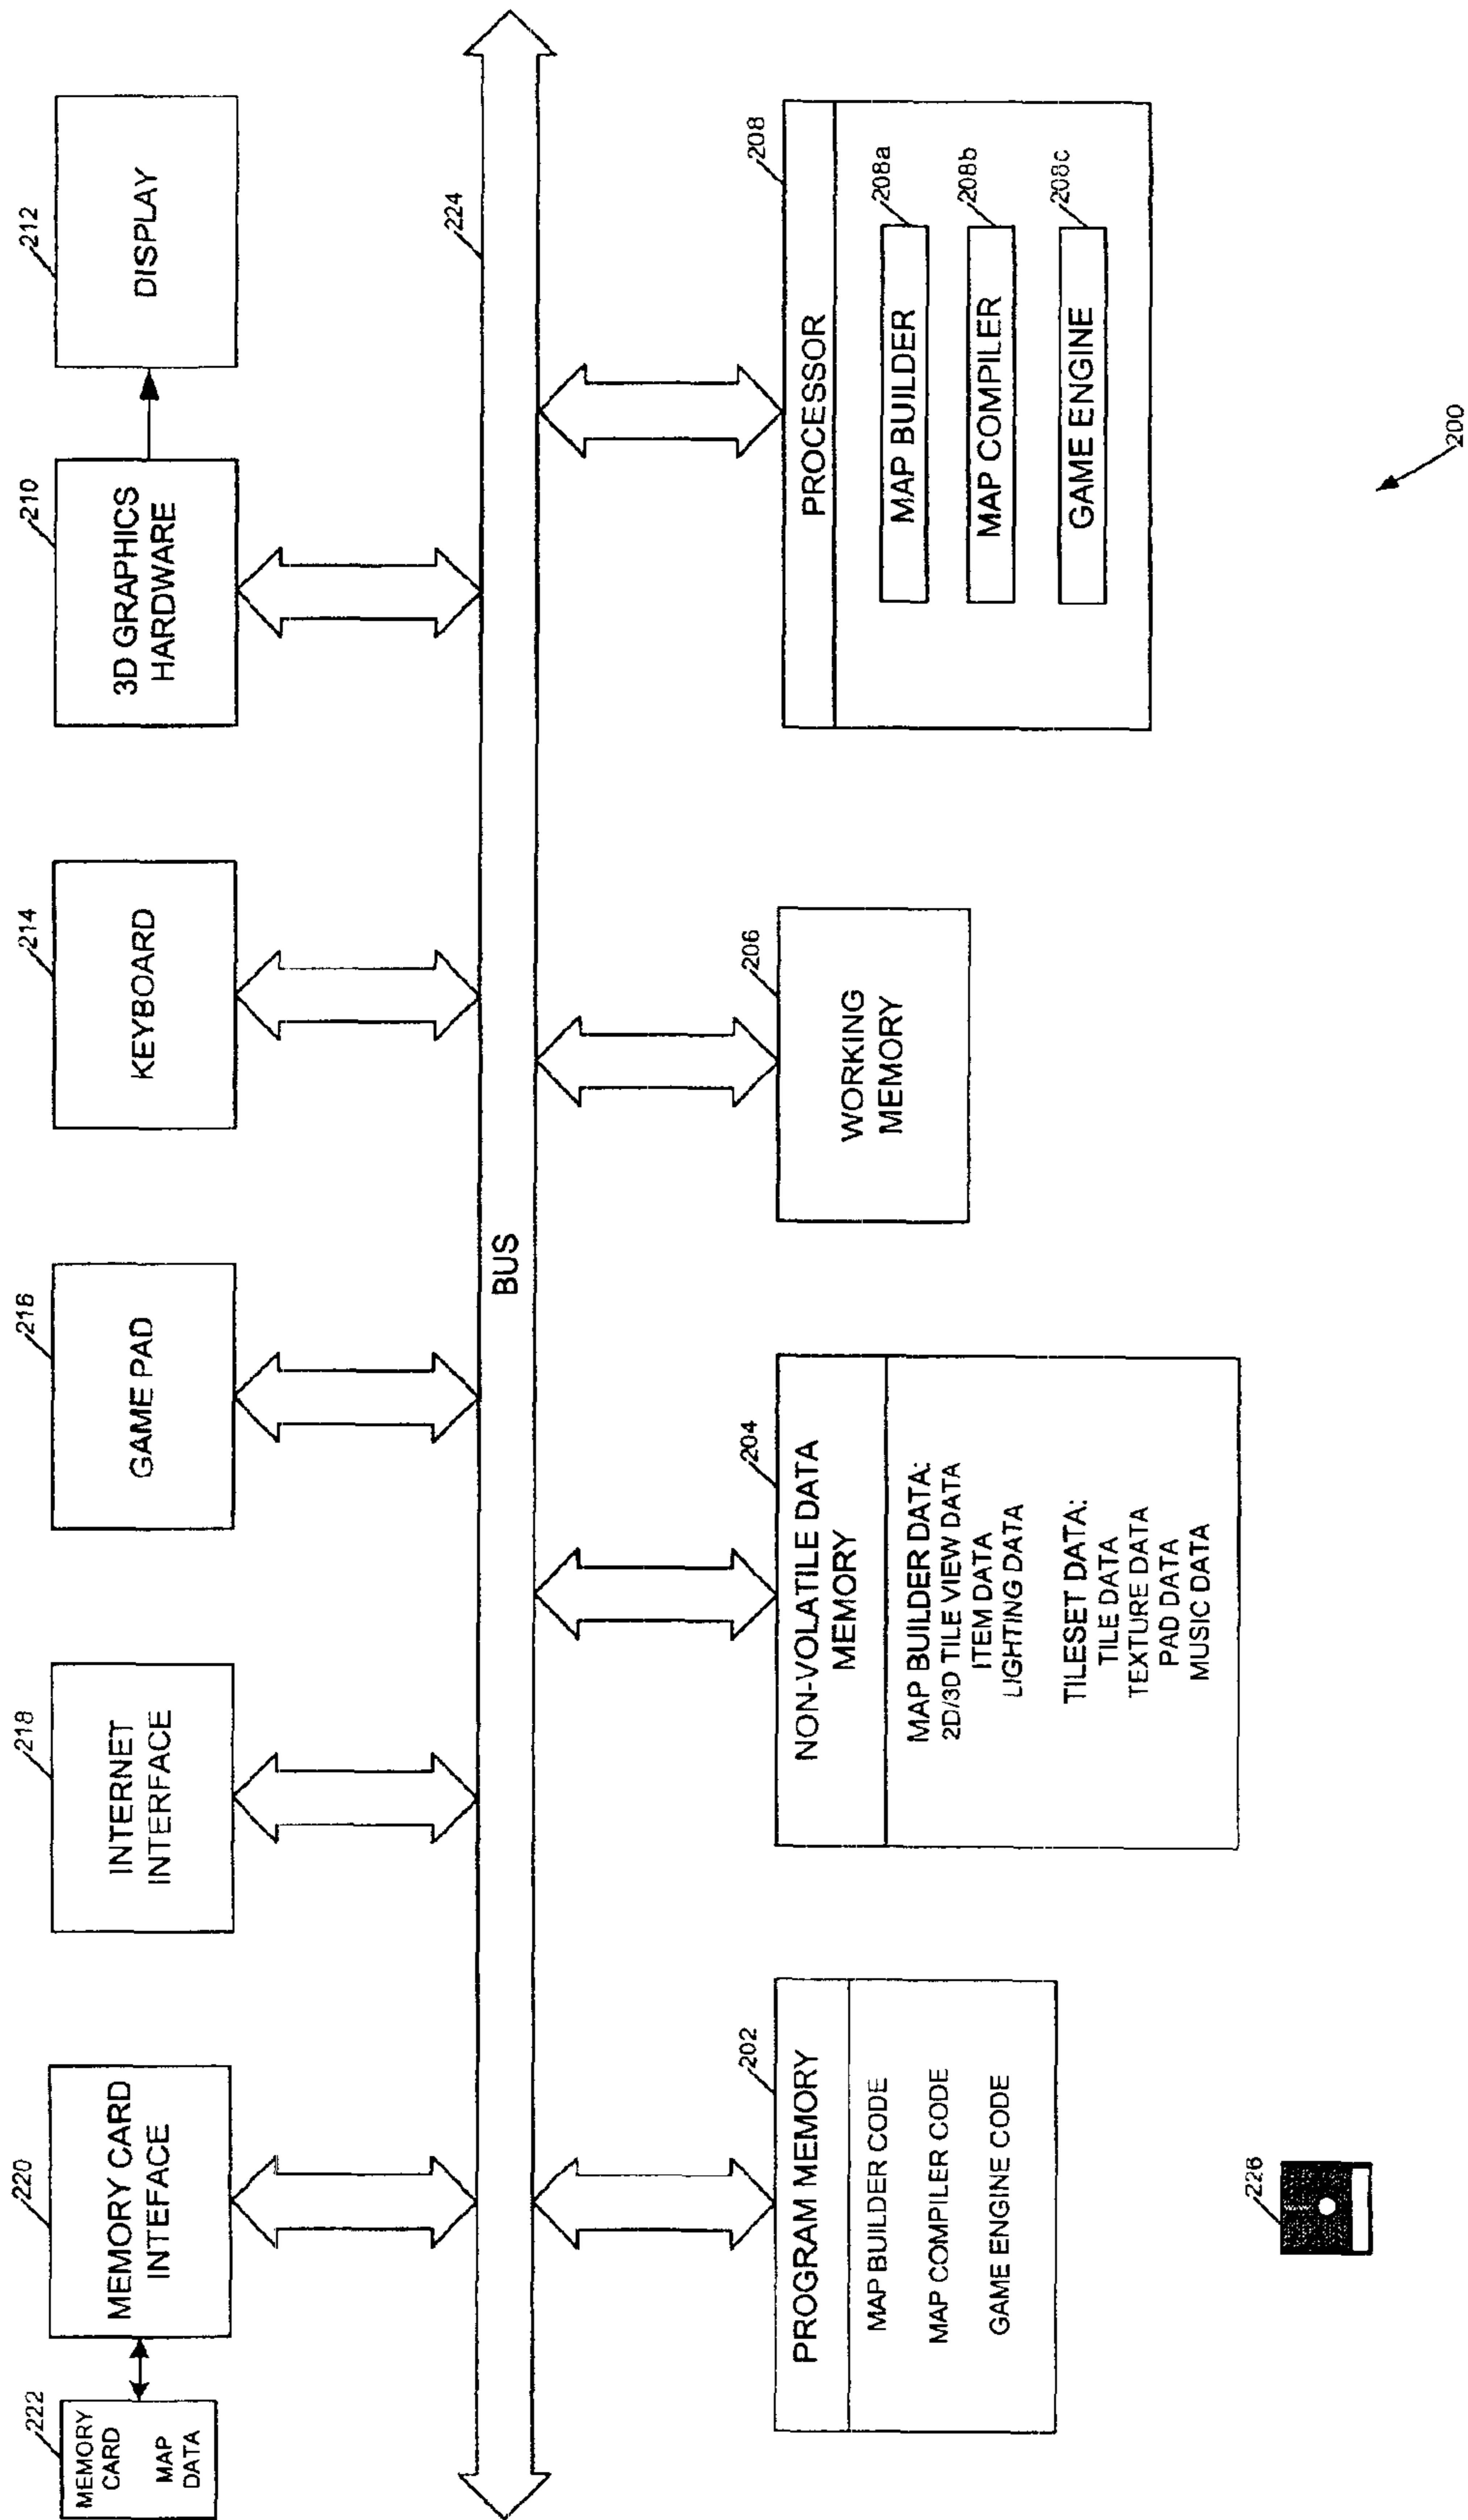 222
MEMORY
CARD
MAP
DATA
220
MEMORY CARD
INTEFACE
218
INTERNET
INTERFACE
216
GAME PAD
214
KEYBOARD
210
3D GRAPHICS
HARDWARE
212
DISPLAY
224
BUS
202
PROGRAM MEMORY
MAP BUILDER CODE
MAP COMPILER CODE
GAME ENGINE CODE
204
NON-VOLATILE DATA
MEMORY
MAP BUILDER DATA:
2D/3D TILE VIEW DATA
ITEM DATA
LIGHTING DATA
TILESET DATA:
TILE DATA
TEXTURE DATA
PAD DATA
MUSIC DATA
206
WORKING
MEMORY
208
PROCESSOR
208a
MAP BUILDER
208b
MAP COMPILER
208c
GAME ENGINE
226
200